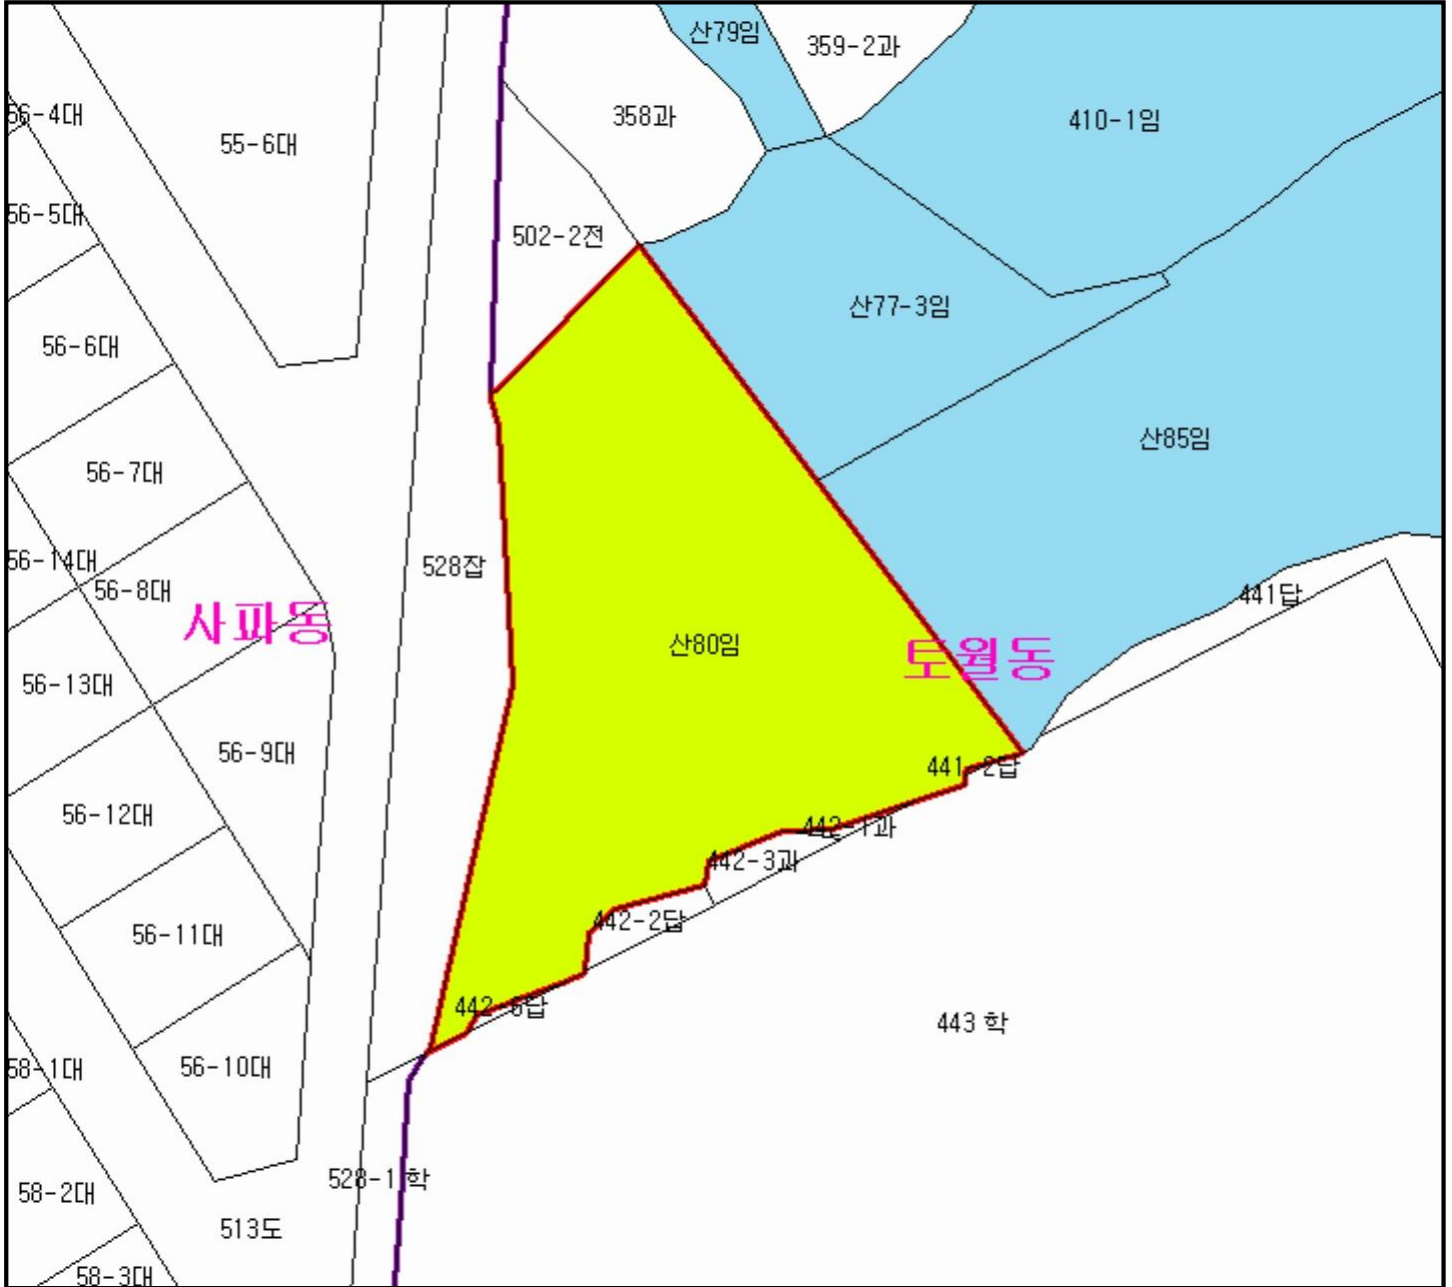 산79임
359-2과
56-4대
358과
410-1임
55-6대
56-5대
502-2전
산77-3임
56-6대
산85임
56-7대
56-14대
528잡
56-8대
441답
사파동
산80임
토월동
56-13대
56-9대
441-2답
56-12대
442-1과
442-3과
442-2답
56-11대
442-5답
443 학
56-10대
58-1대
528-1 학
58-2대
513도
58-3대